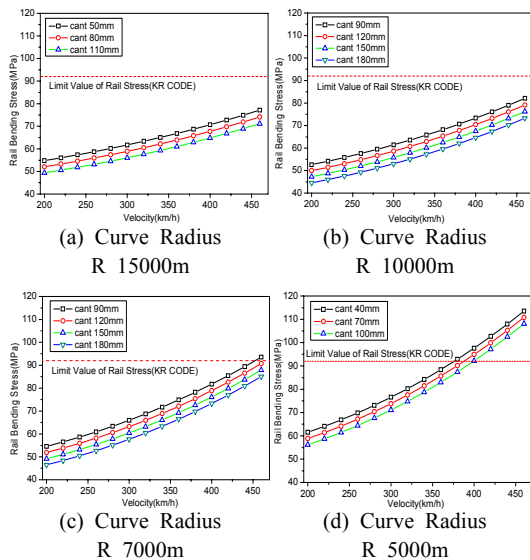 cant 50mm
cant 80mm
cant 110mm
Limit Value of Rail Stress(KR CODE)
Rail Bending Stress(MPa)
120
110
100
90
80
70
60
50
40
200 250 300 350 400 450
Velocity(km/h)
(a) Curve Radius
R 15000m
cant 90mm
cant 120mm
cant 150mm
cant 180mm
Limit Value of Rail Stress(KR CODE)
Rail Bending Stress(MPa)
120
110
100
90
80
70
60
50
40
200 250 300 350 400 450
Velocity(km/h)
(b) Curve Radius
R 10000m
cant 90mm
cant 120mm
cant 150mm
cant 180mm
Limit Value of Rail Stress(KR CODE)
Rail Bending Stress(MPa)
120
110
100
90
80
70
60
50
40
200 250 300 350 400 450
Velocity(km/h)
(c) Curve Radius
R 7000m
cant 40mm
cant 70mm
cant 100mm
Limit Value of Rail Stress(KR CODE)
Rail Bending Stress(MPa)
120
110
100
90
80
70
60
50
40
200 250 300 350 400 450
Velocity(km/h)
(d) Curve Radius
R 5000m